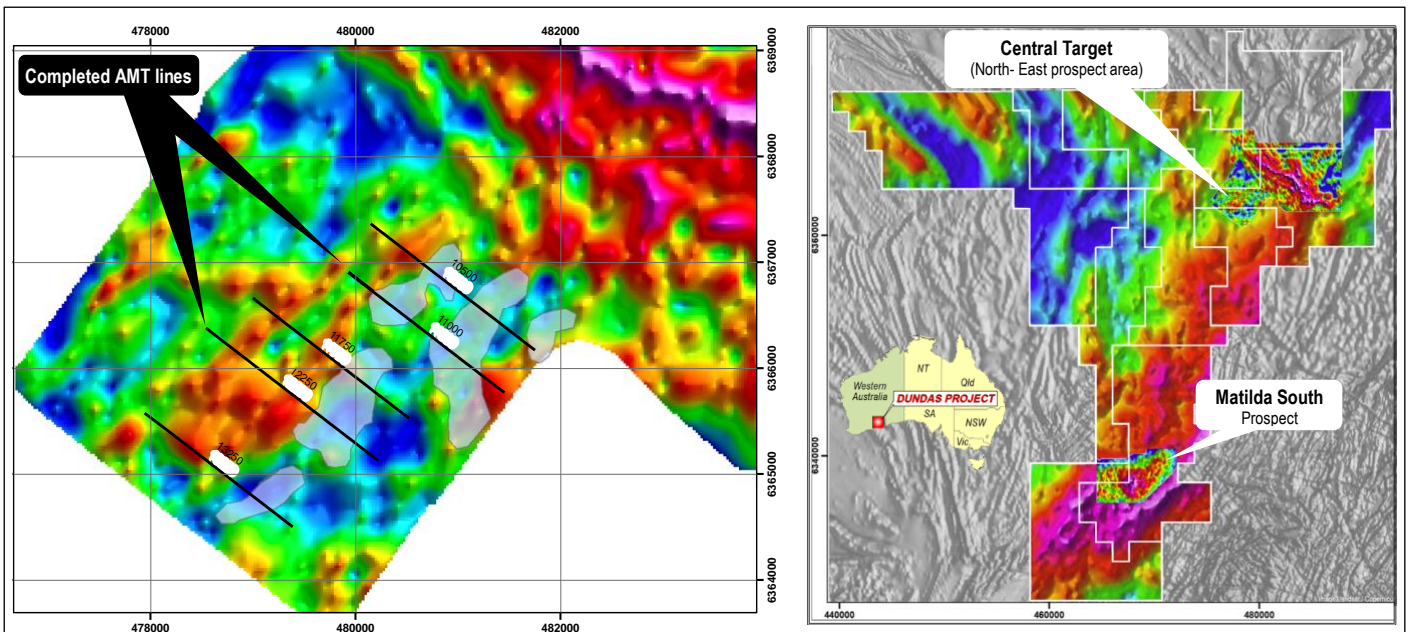 478000
480000
482000
Completed AMT lines
6369000
6368000
6367000
6366000
6365000
6364000
10500
11000
11750
12250
13250
478000
480000
482000
Central Target
(North- East prospect area)
6360000
6340000
Western
Australia
NT
Qld
DUNDAS PROJECT
SA
NSW
Vic
Matilda South
Prospect
440000
460000
480000